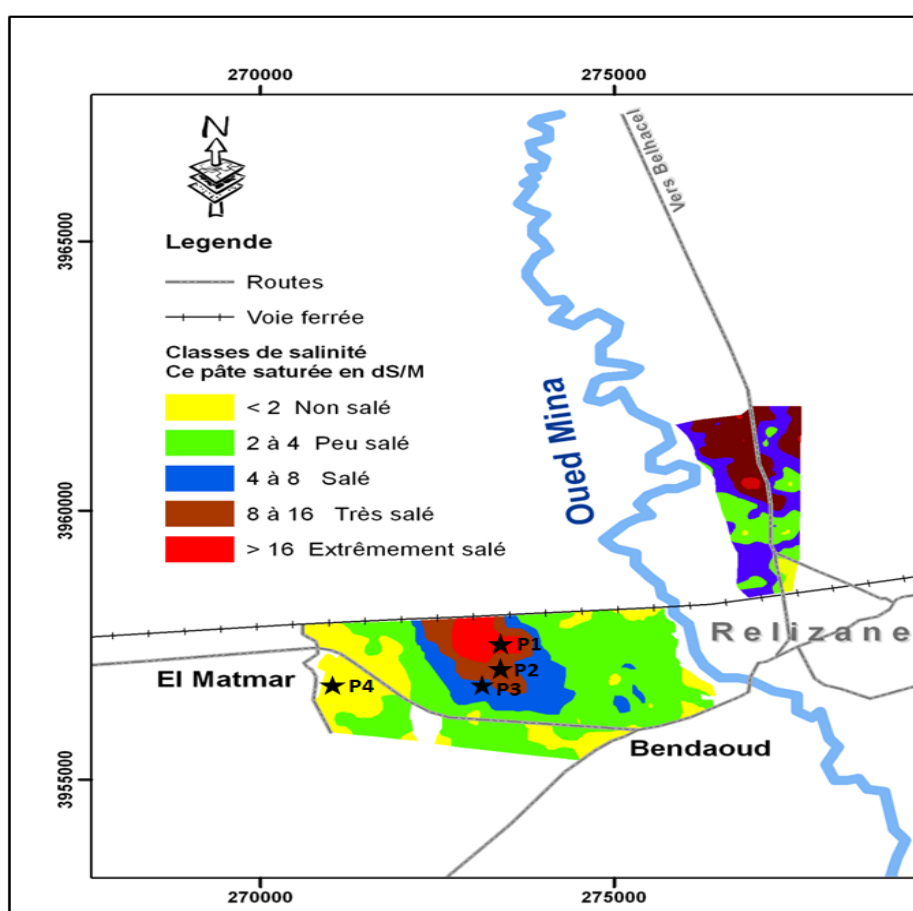 270000 275000
N
Vers Belhacel
3965000
Legende
Routes
Voie ferrée
Classes de salinité
Ce pâte saturée en dS/M
< 2 Non salé
2 à 4 Peu salé
4 à 8 Salé
8 à 16 Très salé
> 16 Extrêmement salé
Oued Mina
3960000
Relizane
P1
P2
El Matmar
P4
P3
Bendaoud
3955000
270000 275000